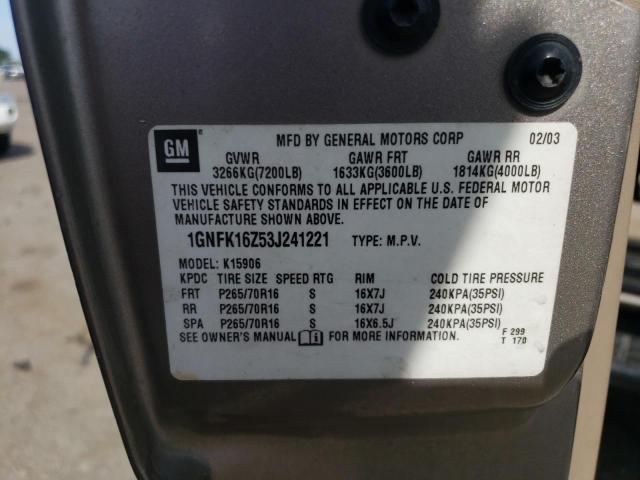 GM MFD BY GENERAL MOTORS CORP 02/03
GVWR GAWR FRT GAWR RR
3266KG(7200LB) 1633KG(3600LB) 1814KG(4000LB)
THIS VEHICLE CONFORMS TO ALL APPLICABLE U.S. FEDERAL MOTOR
VEHICLE SAFETY STANDARDS IN EFFECT ON THE DATE OF
MANUFACTURE SHOWN ABOVE.
1GNFK16Z53J241221 TYPE: M.P.V.
MODEL: K15906
KPDC TIRE SIZE SPEED RTG RIM COLD TIRE PRESSURE
FRT P265/70R16 S 16X7J 240KPA(35PSI)
RR P265/70R16 S 16X7J 240KPA(35PSI)
SPA P265/70R16 S 16X6.5J 240KPA(35PSI)
SEE OWNER'S MANUAL FOR MORE INFORMATION. F 299
T 170